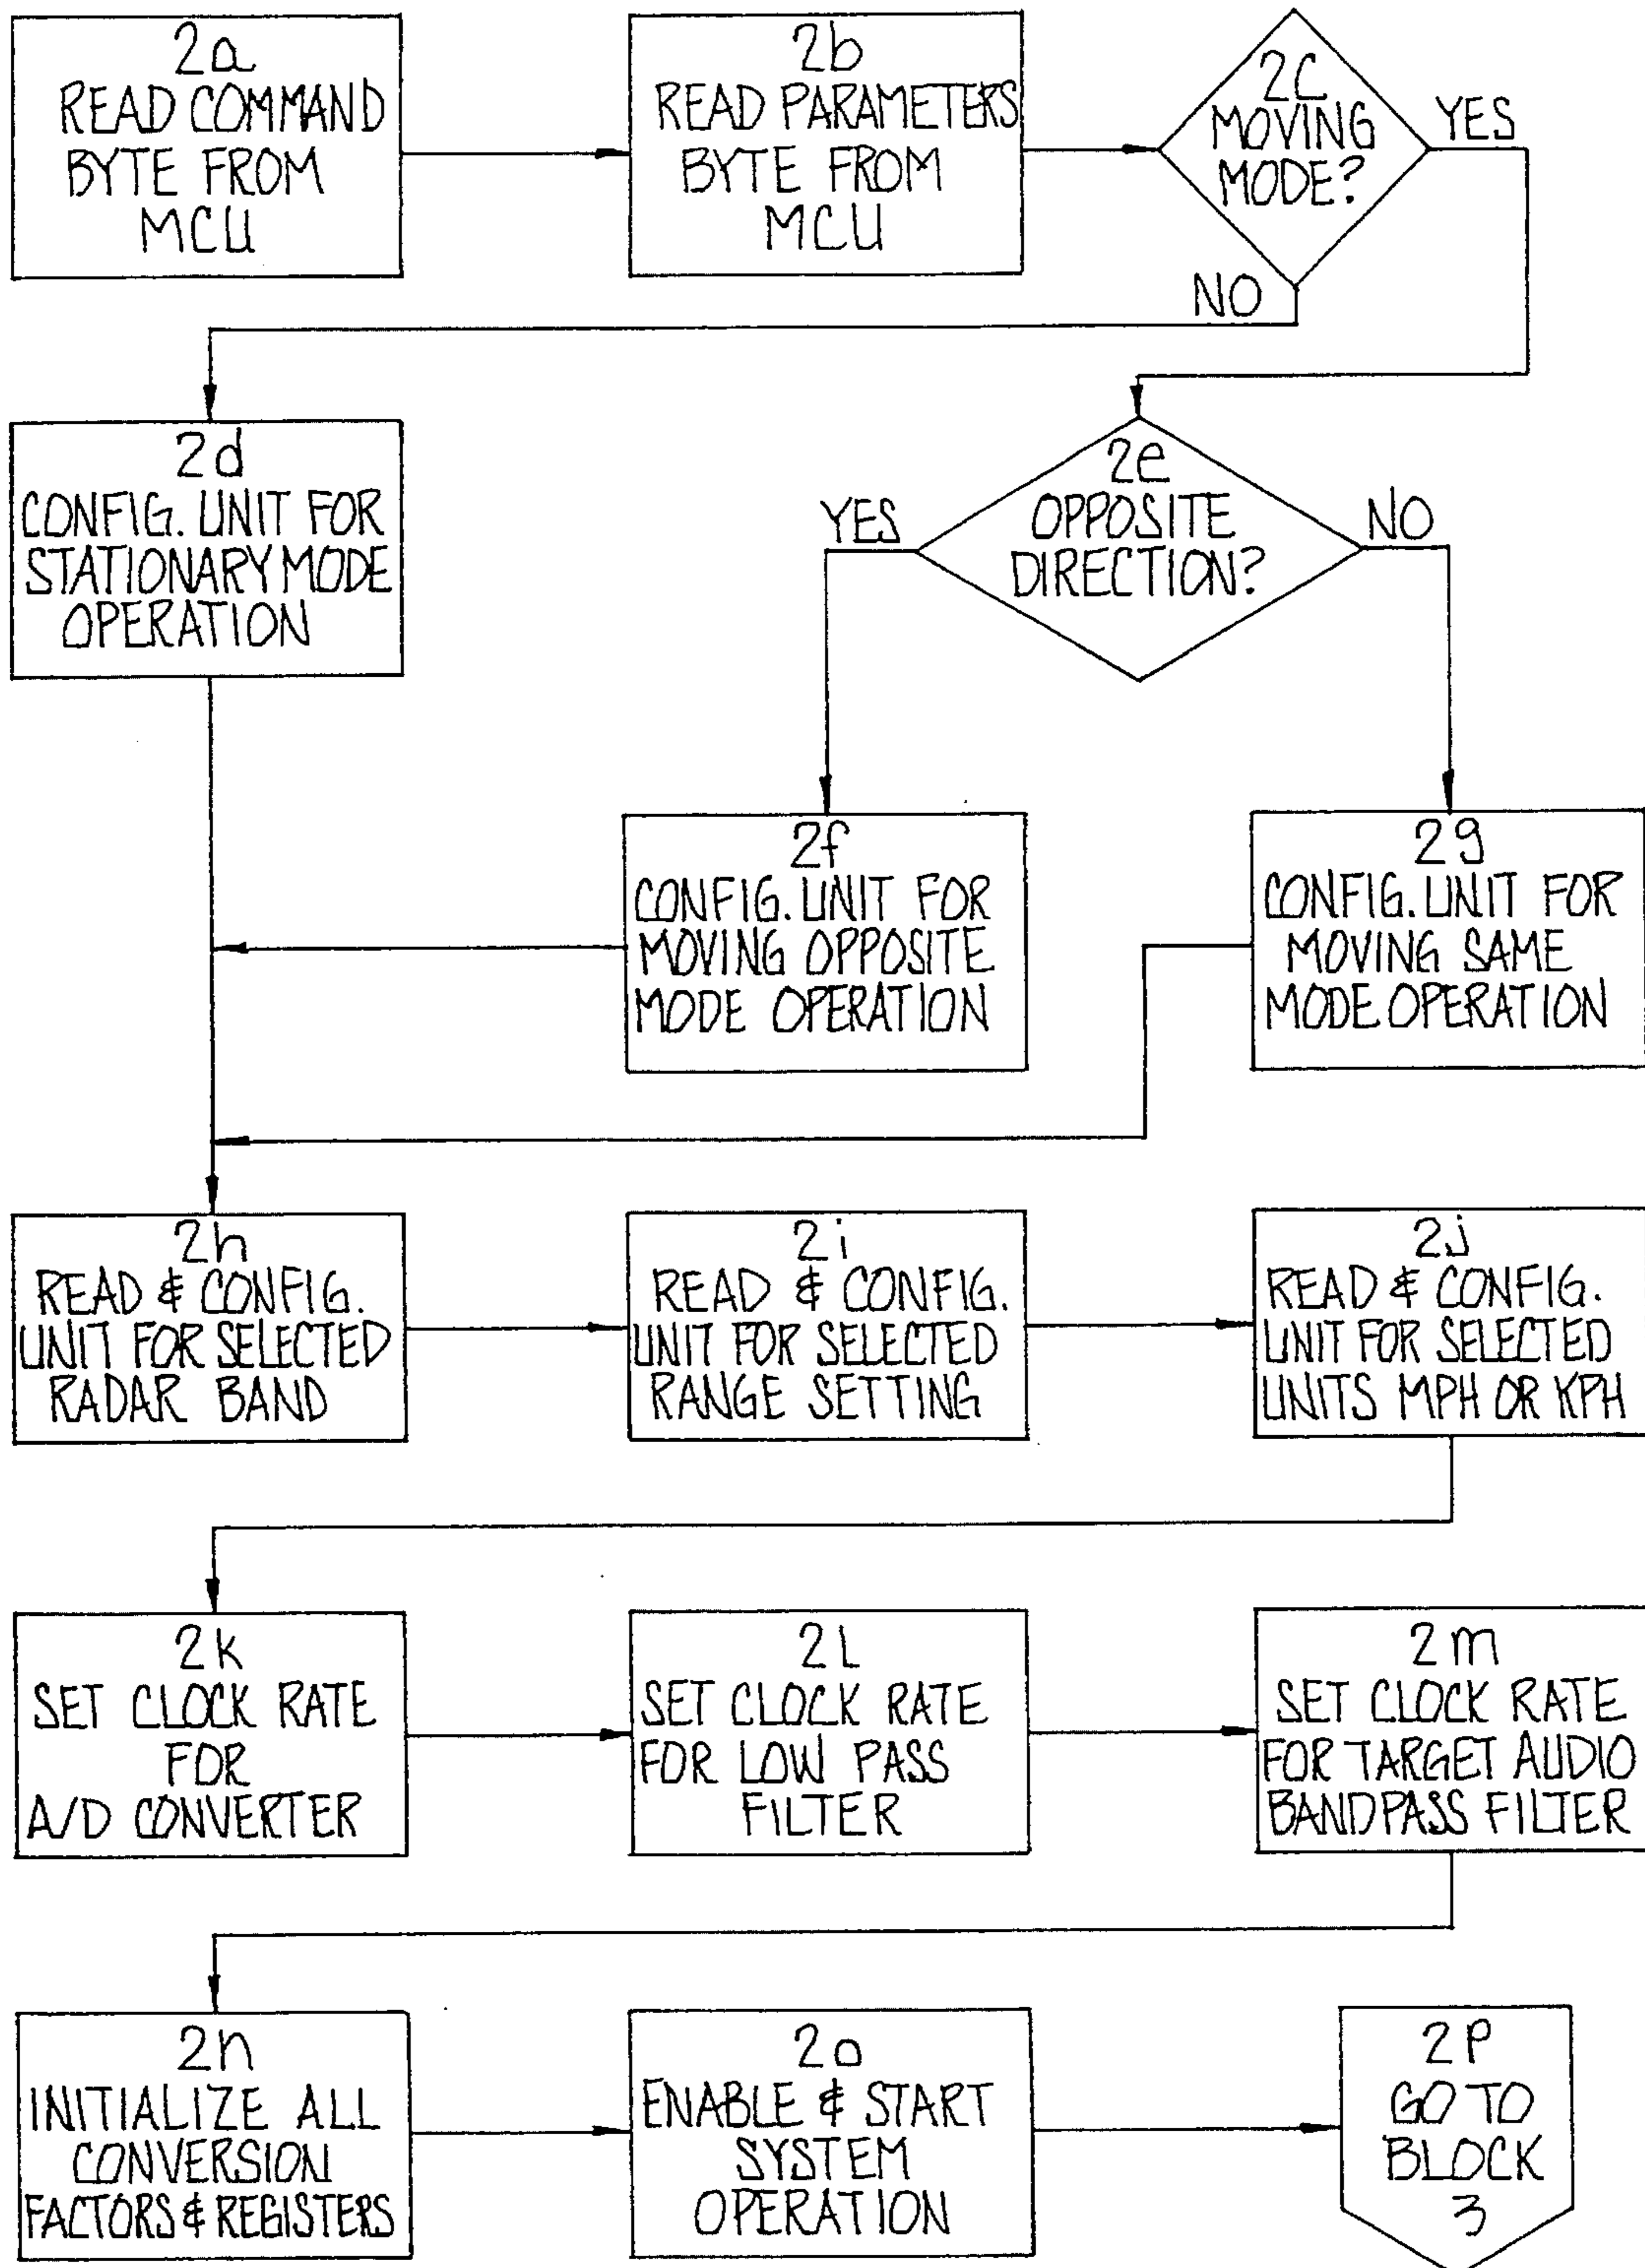 2a
READ COMMAND
BYTE FROM
MCU
2b
READ PARAMETERS
BYTE FROM
MCU
2C
MOVING
MODE?
YES
NO
2d
CONFIG. UNIT FOR
STATIONARY MODE
OPERATION
2e
OPPOSITE
DIRECTION?
YES
NO
2f
CONFIG. UNIT FOR
MOVING OPPOSITE
MODE OPERATION
2g
CONFIG. UNIT FOR
MOVING SAME
MODE OPERATION
2h
READ & CONFIG.
UNIT FOR SELECTED
RADAR BAND
2i
READ & CONFIG.
UNIT FOR SELECTED
RANGE SETTING
2j
READ & CONFIG.
UNIT FOR SELECTED
UNITS MPH OR KPH
2k
SET CLOCK RATE
FOR
A/D CONVERTER
2L
SET CLOCK RATE
FOR LOW PASS
FILTER
2m
SET CLOCK RATE
FOR TARGET AUDIO
BANDPASS FILTER
2n
INITIALIZE ALL
CONVERSION
FACTORS & REGISTERS
2o
ENABLE & START
SYSTEM
OPERATION
2P
GO TO
BLOCK
3